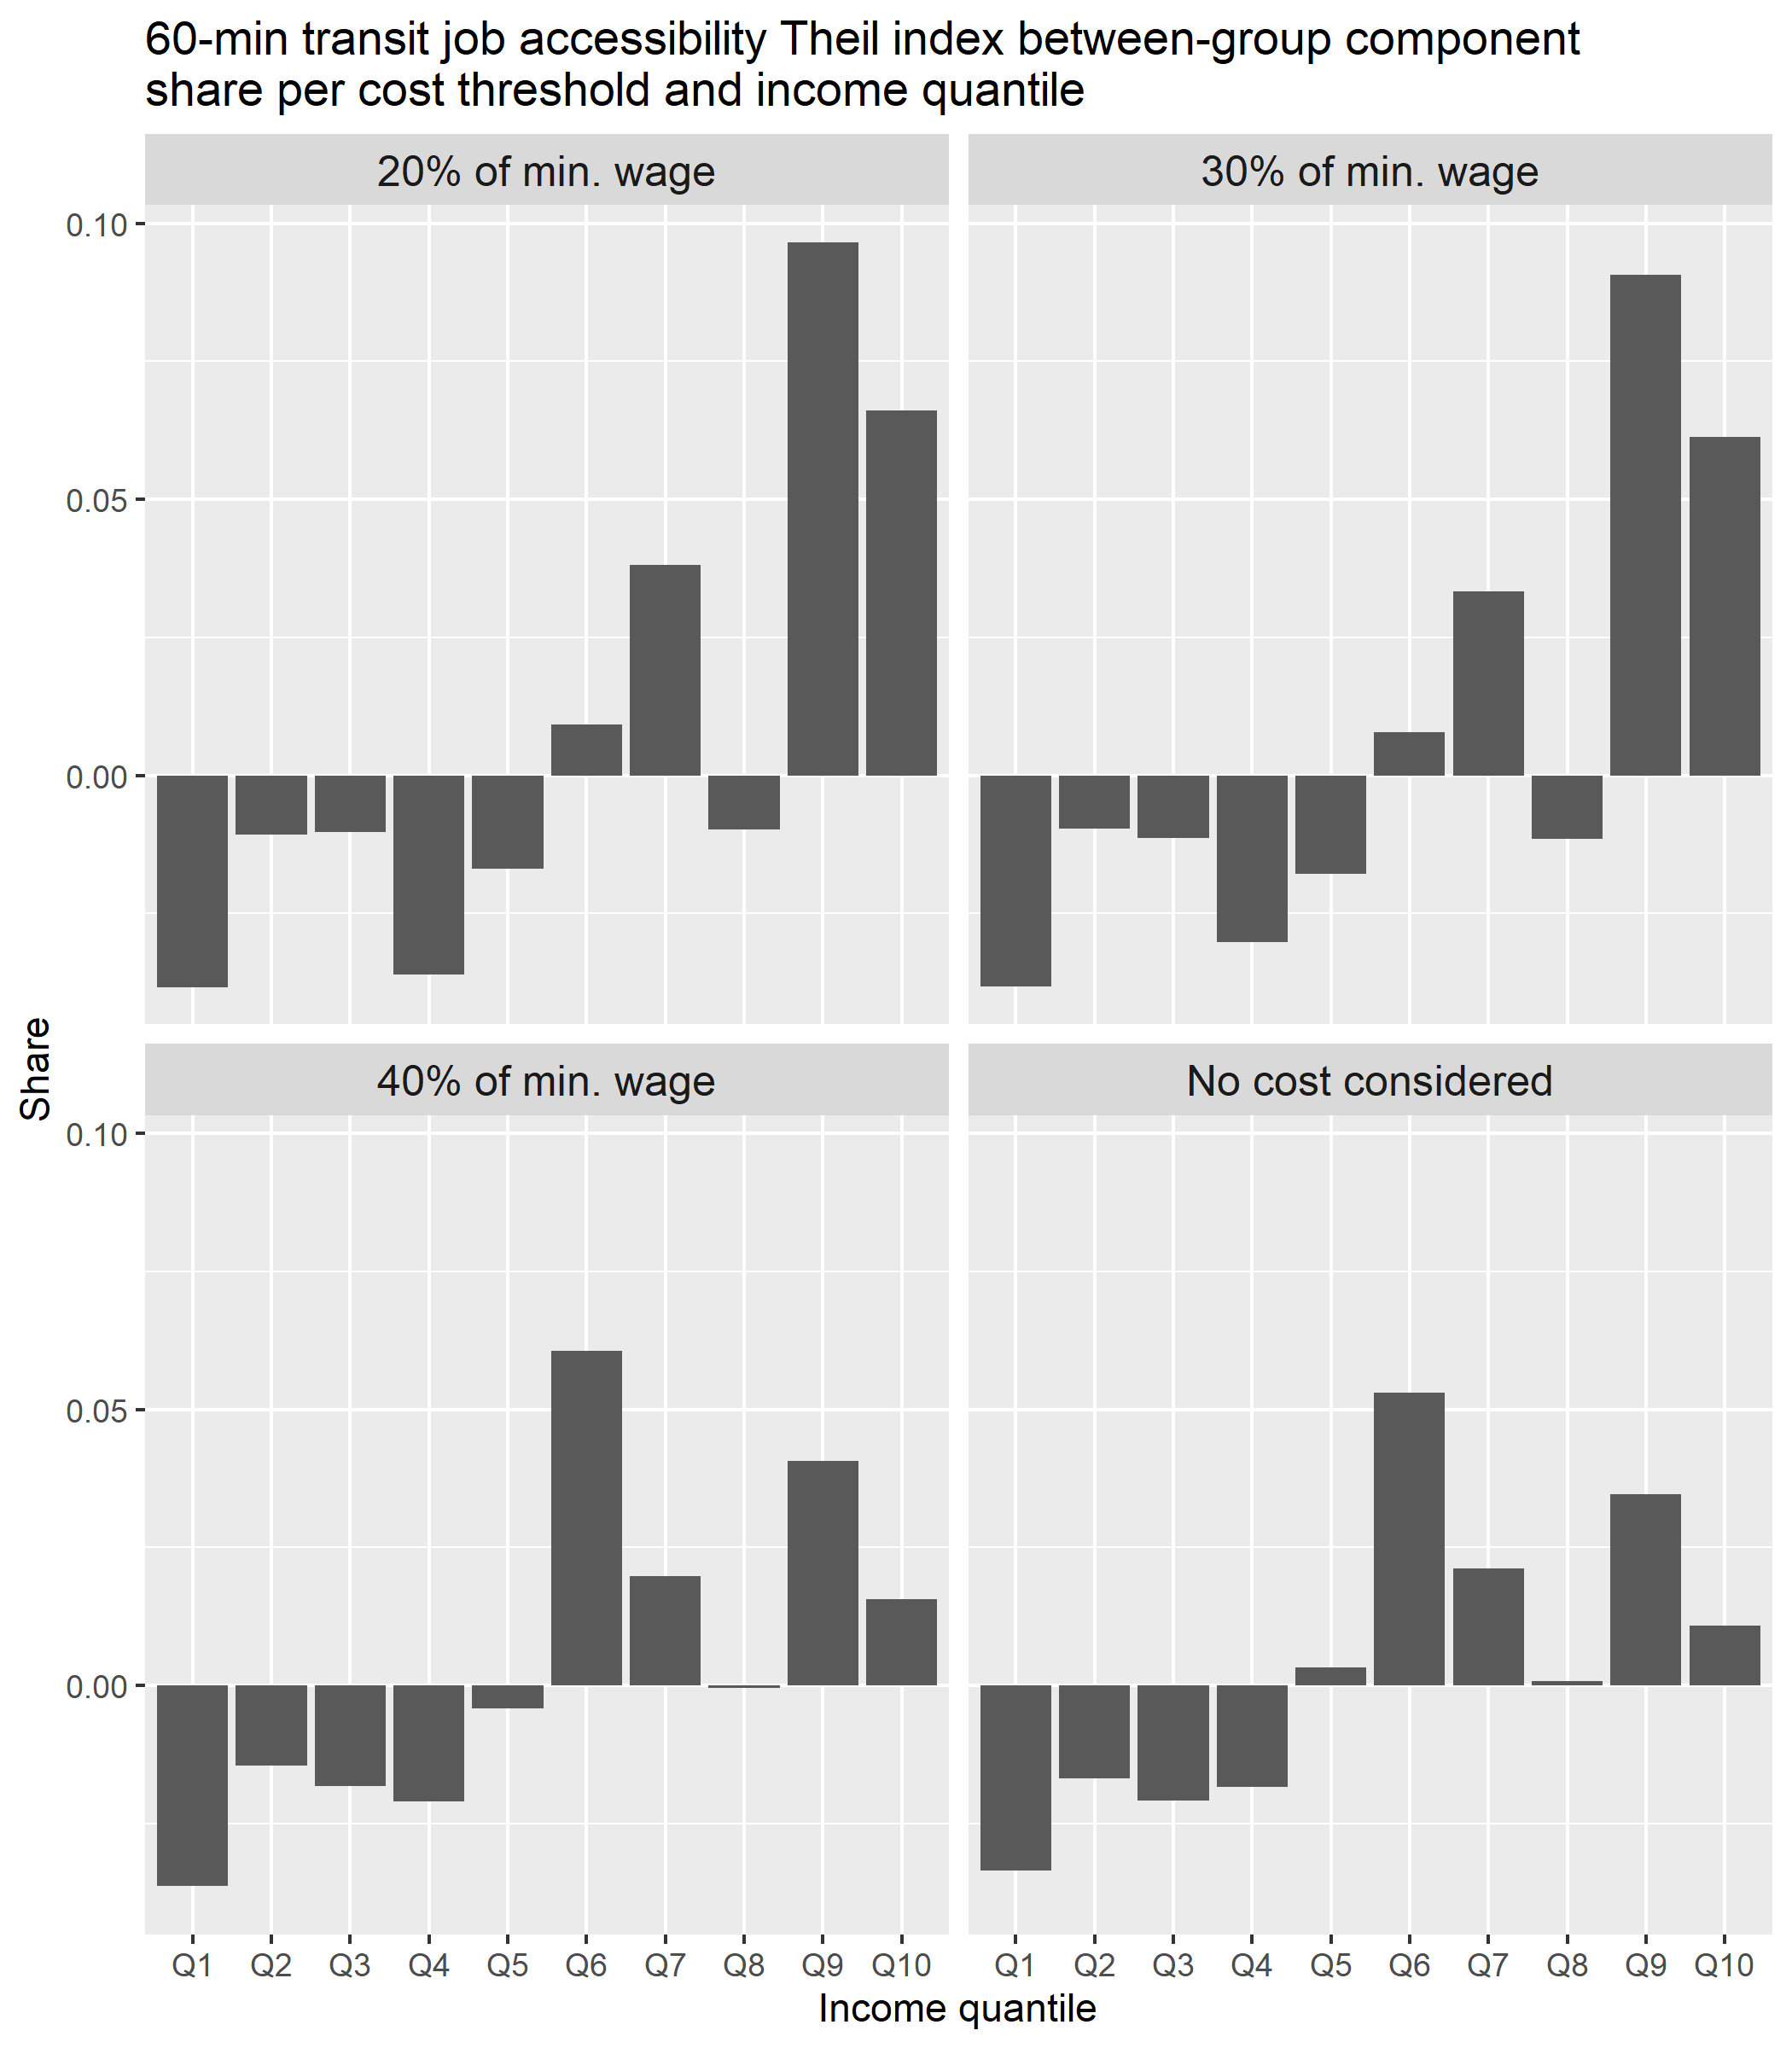 60-min transit job accessibility Theil index between-group component
share per cost threshold and income quantile
20% of min. wage
30% of min. wage
0.10
0.05
0.00
40% of min. wage
No cost considered
Share
0.10
0.05
0.00
Q1 Q2 Q3 Q4 Q5 Q6 Q7 Q8 Q9 Q10
Q1 Q2 Q3 Q4 Q5 Q6 Q7 Q8 Q9 Q10
Income quantile